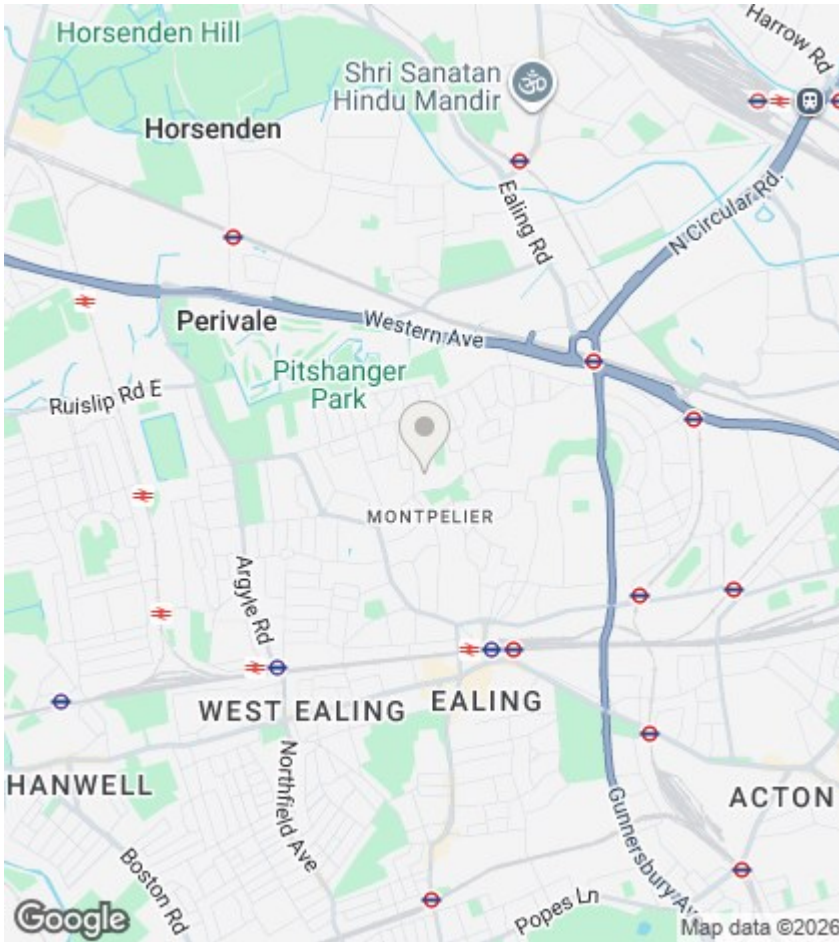 Harrow Rd
Horsenden Hill
Shri Sanatan
Hindu Mandir
Horsenden
Ealing Rd
N Circular Rd.
Perivale
Western Ave
Pitshanger
Park
Ruislip Rd E
MONTPELIER
Argyle Rd
WEST EALING
EALING
HANWELL
Northfield Ave
ACTON
Gunnersbury Av
Boston Rd
Popes Ln
Google
Map data ©202